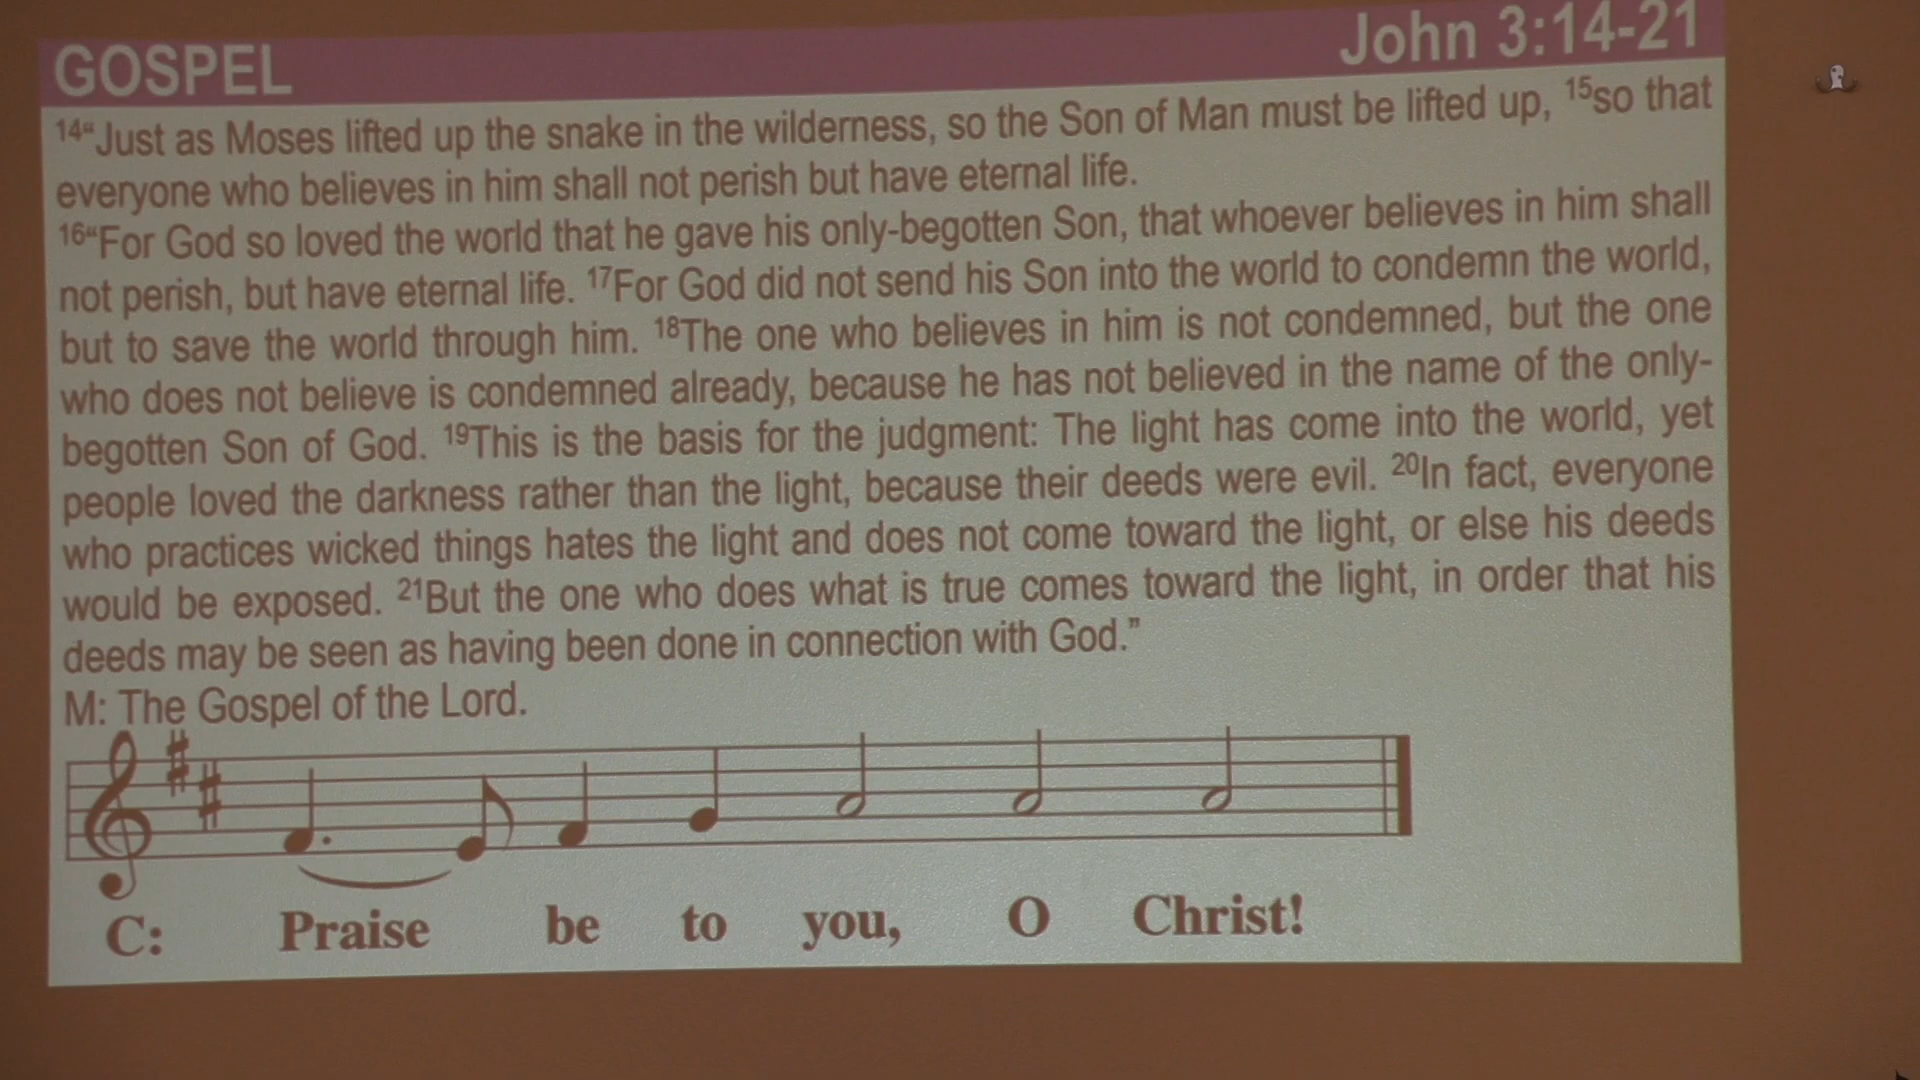 GOSPEL John 3:14-21
14“Just as Moses lifted up the snake in the wilderness, so the Son of Man must be lifted up, 15so that
everyone who believes in him shall not perish but have eternal life.
16“For God so loved the world that he gave his only-begotten Son, that whoever believes in him shall
not perish, but have eternal life. 17For God did not send his Son into the world to condemn the world,
but to save the world through him. 18The one who believes in him is not condemned, but the one
who does not believe is condemned already, because he has not believed in the name of the only-
begotten Son of God. 19This is the basis for the judgment: The light has come into the world, yet
people loved the darkness rather than the light, because their deeds were evil. 20In fact, everyone
who practices wicked things hates the light and does not come toward the light, or else his deeds
would be exposed. 21But the one who does what is true comes toward the light, in order that his
deeds may be seen as having been done in connection with God.”
M: The Gospel of the Lord.
C: Praise be to you, O Christ!